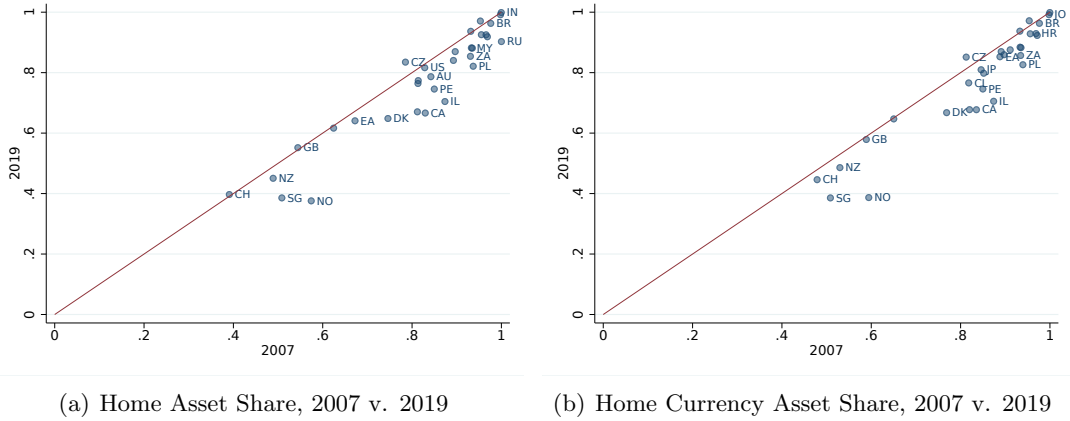 1
.8
.6
.4
.2
0
2019
0
.2
.4
.6
.8
1
2007
IN
BR
RU
MY
ZA
CZ
US
PL
AU
PE
IL
EA
DK
CA
GB
NZ
CH
SG
NO
(a) Home Asset Share, 2007 v. 2019
1
.8
.6
.4
.2
0
2019
0
.2
.4
.6
.8
1
2007
JO
BR
HR
CZ
EA
ZA
PL
JP
CL
PE
IL
DK
CA
GB
NZ
CH
SG
NO
(b) Home Currency Asset Share, 2007 v. 2019